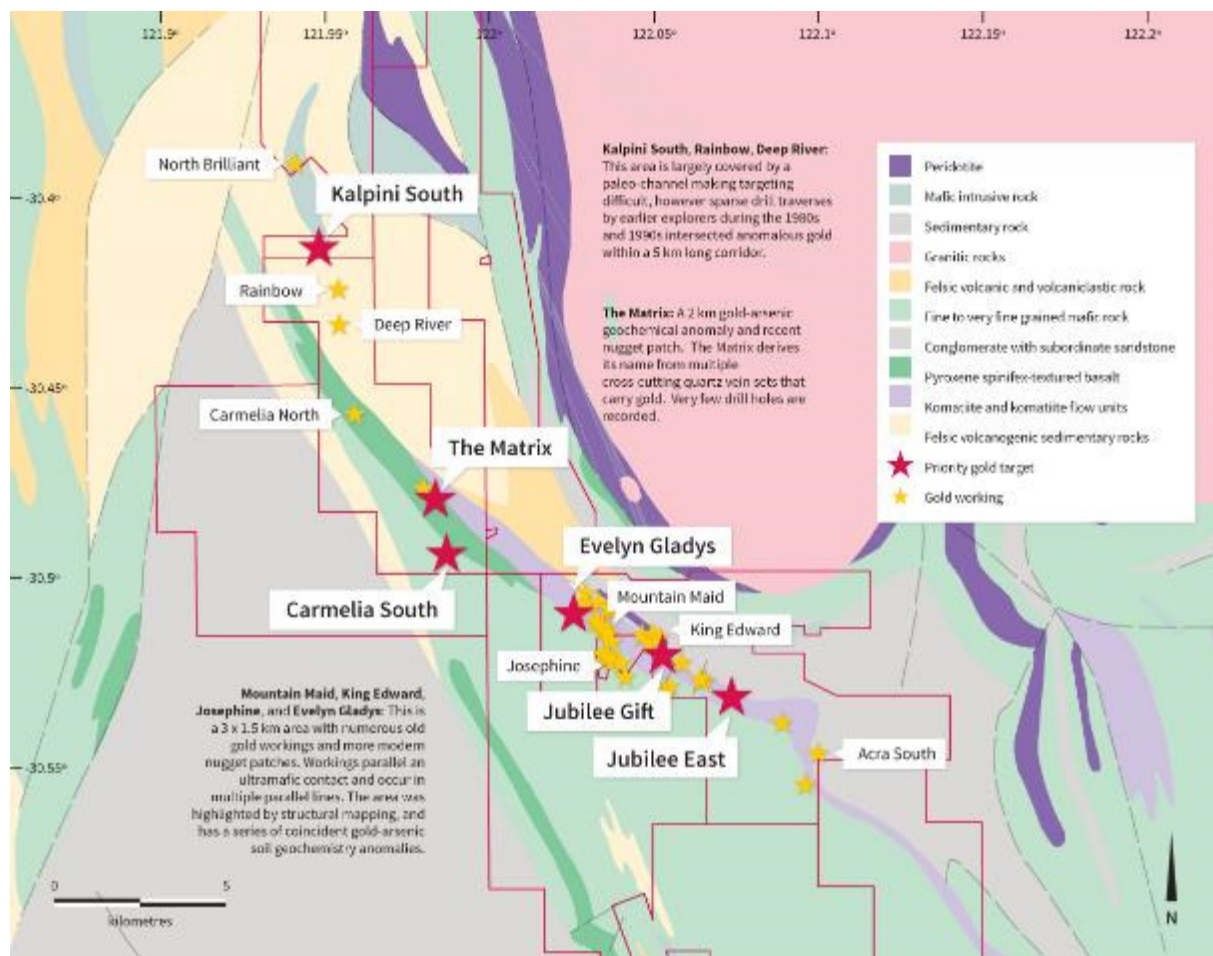 121.9°
121.95°
122°
122.05°
122.1°
122.15°
122.2°
-30.4°
-30.45°
-30.9°
-30.55°
North Brilliant
Kalpini South
Rainbow
Deep River
Carmelia North
The Matrix
Carmelia South
Evelyn Gladys
Mountain Maid
King Edward
Josephine
Jubilee Gift
Jubilee East
Acra South
Kalpini South, Rainbow, Deep River:
This area is largely covered by a
paleo-channel making targeting
difficult, however sparse drill traverses
by earlier explorers during the 1980s
and 1990s intersected anomalous gold
within a 5 km long corridor.
The Matrix: A 2 km gold-arsenic
geochemical anomaly and recent
nugget patch. The Matrix derives
its name from multiple
cross-cutting quartz vein sets that
carry gold. Very few drill holes are
recorded.
Peridotite
Mafic intrusive rock
Sedimentary rock
Granitic rocks
Felsic volcanic and volcaniclastic rock
Fine to very fine grained mafic rock
Conglomerate with subordinate sandstone
Pyroxene spinifex-textured basalt
Komatiite and komatiite flow units
Felsic volcanogenic sedimentary rocks
Priority gold target
Gold working
Mountain Maid, King Edward,
Josephine, and Evelyn Gladys: This is
a 3 x 1.5 km area with numerous old
gold workings and more modern
nugget patches. Workings parallel an
ultramafic contact and occur in
multiple parallel lines. The area was
highlighted by structural mapping, and
has a series of coincident gold-arsenic
soil geochemistry anomalies.
0 5
kilometres
N